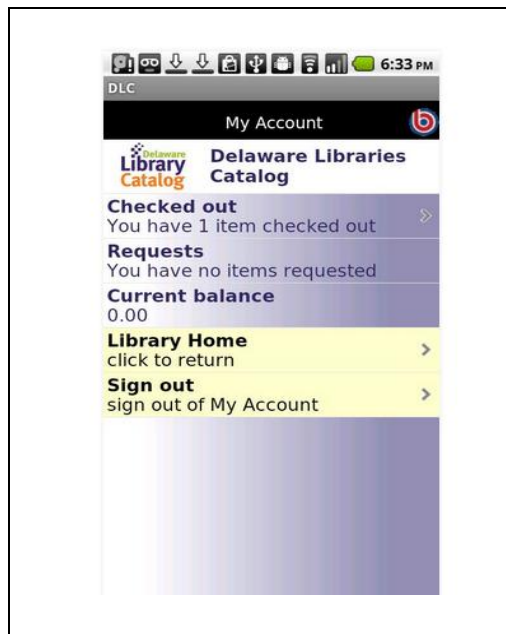 6:33 PM
DLC
My Account
b
Delaware
Library
Catalog
Delaware Libraries
Catalog
Checked out
You have 1 item checked out
Requests
You have no items requested
Current balance
0.00
Library Home
click to return
Sign out
sign out of My Account